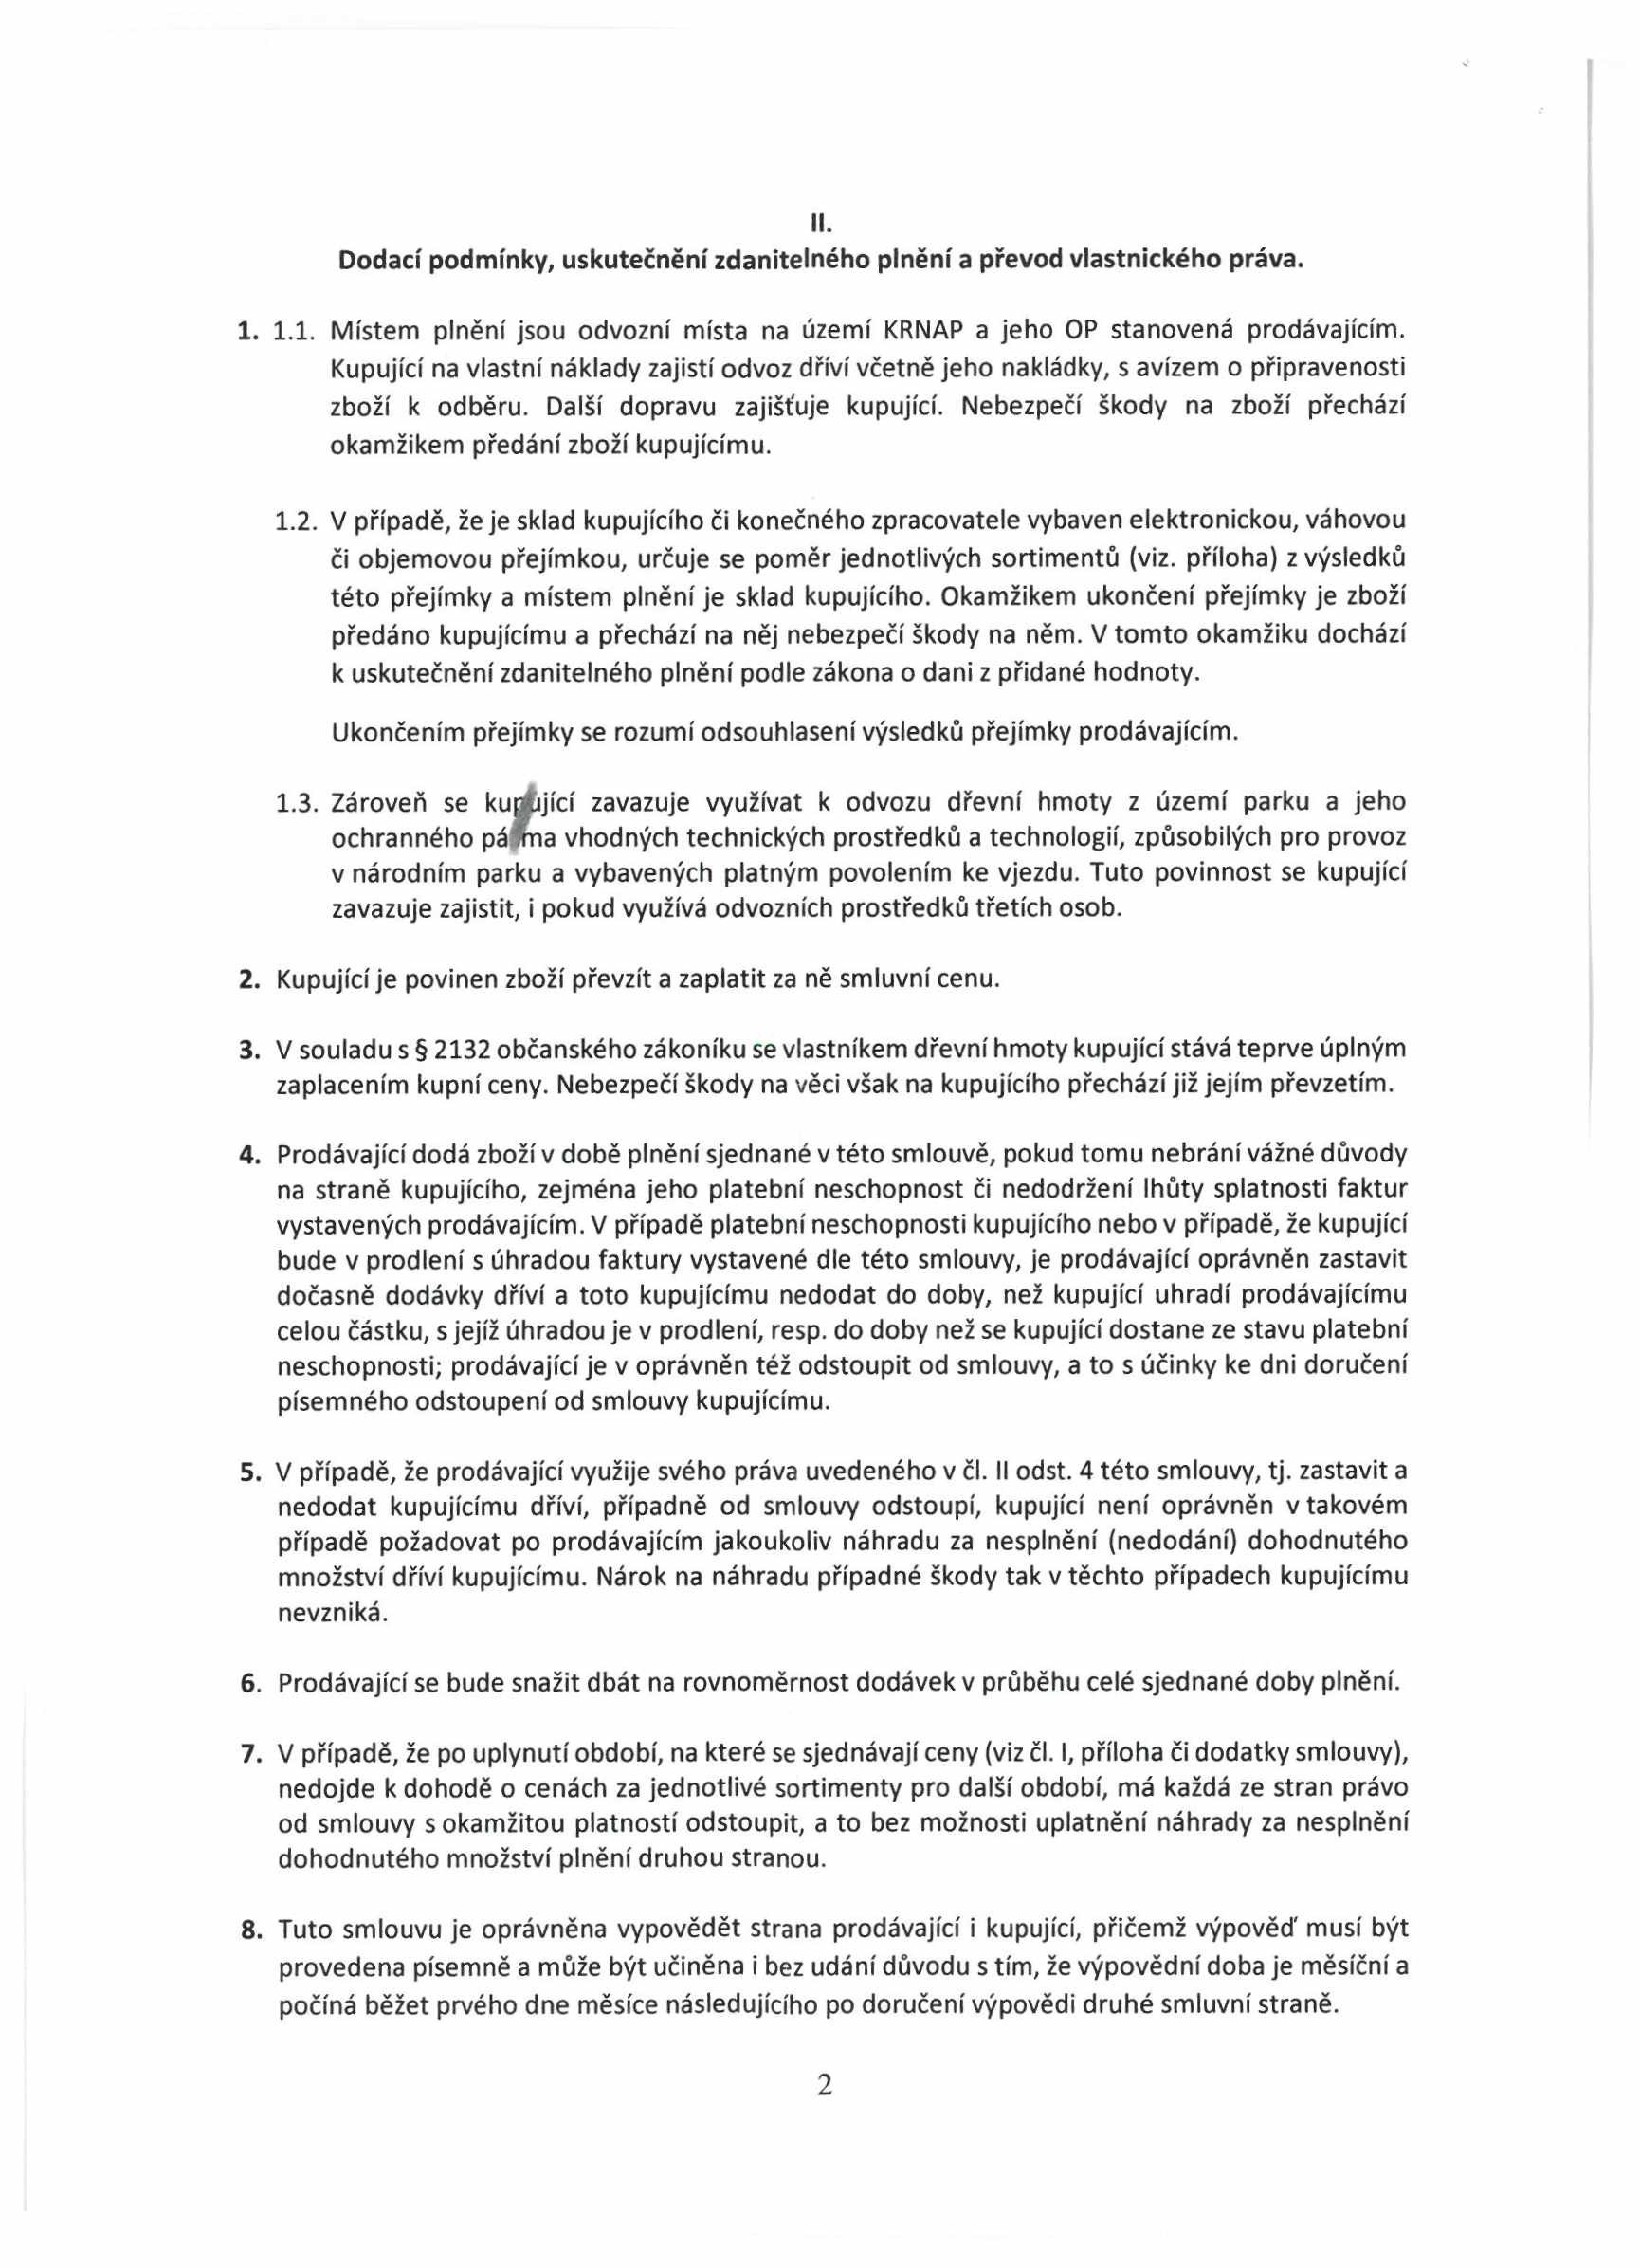 II.
Dodací podmínky, uskutečnění zdanitelného plnění a převod vlastnického práva.
1. 1.1. Místem plnění jsou odvozní místa na území KRNAP a jeho OP stanovená prodávajícím.
Kupující na vlastní náklady zajistí odvoz dříví včetně jeho nakládky, s avízem o připravenosti
zboží k odběru. Další dopravu zajišťuje kupující. Nebezpečí škody na zboží přechází
okamžikem předání zboží kupujícímu.
1.2. V případě, že je sklad kupujícího či konečného zpracovatele vybaven elektronickou, váhovou
či objemovou přejímkou, určuje se poměr jednotlivých sortimentů (viz. příloha) z výsledků
této přejímky a místem plnění je sklad kupujícího. Okamžikem ukončení přejímky je zboží
předáno kupujícímu a přechází na něj nebezpečí škody na něm. V tomto okamžiku dochází
k uskutečnění zdanitelného plnění podle zákona o dani z přidané hodnoty.
Ukončením přejímky se rozumí odsouhlasení výsledků přejímky prodávajícím.
1.3. Zároveň se kupující zavazuje využívat k odvozu dřevní hmoty z území parku a jeho
ochranného pásma vhodných technických prostředků a technologií, způsobilých pro provoz
v národním parku a vybavených platným povolením ke vjezdu. Tuto povinnost se kupující
zavazuje zajistit, i pokud využívá odvozních prostředků třetích osob.
2. Kupující je povinen zboží převzít a zaplatit za ně smluvní cenu.
3. V souladu s § 2132 občanského zákoníku se vlastníkem dřevní hmoty kupující stává teprve úplným
zaplacením kupní ceny. Nebezpečí škody na věci však na kupujícího přechází již jejím převzetím.
4. Prodávající dodá zboží v době plnění sjednané v této smlouvě, pokud tomu nebrání vážné důvody
na straně kupujícího, zejména jeho platební neschopnost či nedodržení lhůty splatnosti faktur
vystavených prodávajícím. V případě platební neschopnosti kupujícího nebo v případě, že kupující
bude v prodlení s úhradou faktury vystavené dle této smlouvy, je prodávající oprávněn zastavit
dočasně dodávky dříví a toto kupujícímu nedodat do doby, než kupující uhradí prodávajícímu
celou částku, s jejíž úhradou je v prodlení, resp. do doby než se kupující dostane ze stavu platební
neschopnosti; prodávající je v oprávněn též odstoupit od smlouvy, a to s účinky ke dni doručení
písemného odstoupení od smlouvy kupujícímu.
5. V případě, že prodávající využije svého práva uvedeného v čl. II odst. 4 této smlouvy, tj. zastavit a
nedodat kupujícímu dříví, případně od smlouvy odstoupí, kupující není oprávněn v takovém
případě požadovat po prodávajícím jakoukoliv náhradu za nesplnění (nedodání) dohodnutého
množství dříví kupujícímu. Nárok na náhradu případné škody tak v těchto případech kupujícímu
nevzniká.
6. Prodávající se bude snažit dbát na rovnoměrnost dodávek v průběhu celé sjednané doby plnění.
7. V případě, že po uplynutí období, na které se sjednávají ceny (viz čl. I, příloha či dodatky smlouvy),
nedojde k dohodě o cenách za jednotlivé sortimenty pro další období, má každá ze stran právo
od smlouvy s okamžitou platností odstoupit, a to bez možnosti uplatnění náhrady za nesplnění
dohodnutého množství plnění druhou stranou.
8. Tuto smlouvu je oprávněna vypovědět strana prodávající i kupující, přičemž výpověď musí být
provedena písemně a může být učiněna i bez udání důvodu s tím, že výpovědní doba je měsíční a
počíná běžet prvého dne měsíce následujícího po doručení výpovědi druhé smluvní straně.
2